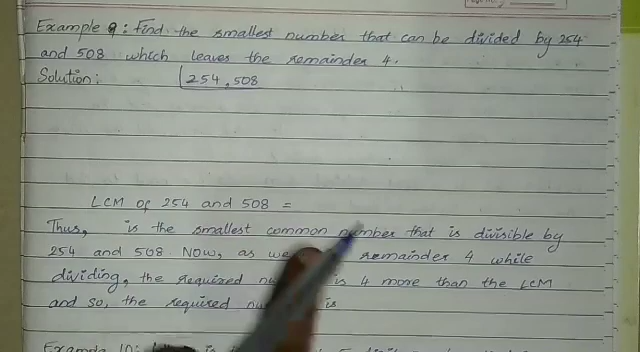 Example 9: Find the smallest number that can be divided by 254
and 508 which leaves the remainder 4.
Solution: 254, 508
LCM of 254 and 508 =
Thus, is the smallest common number that is divisible by
254 and 508. Now, as we remainder 4 while
dividing, the required is 4 more than the LCM
and so, the required is
Example 10: